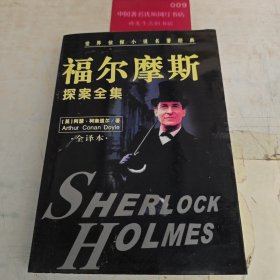 009
世界侦探小说名著经典
福尔摩斯
探案全集
[英]阿瑟·柯南道尔·著
Arthur Conan Doyle
·全译本·
SHERLOCK
HOLMES